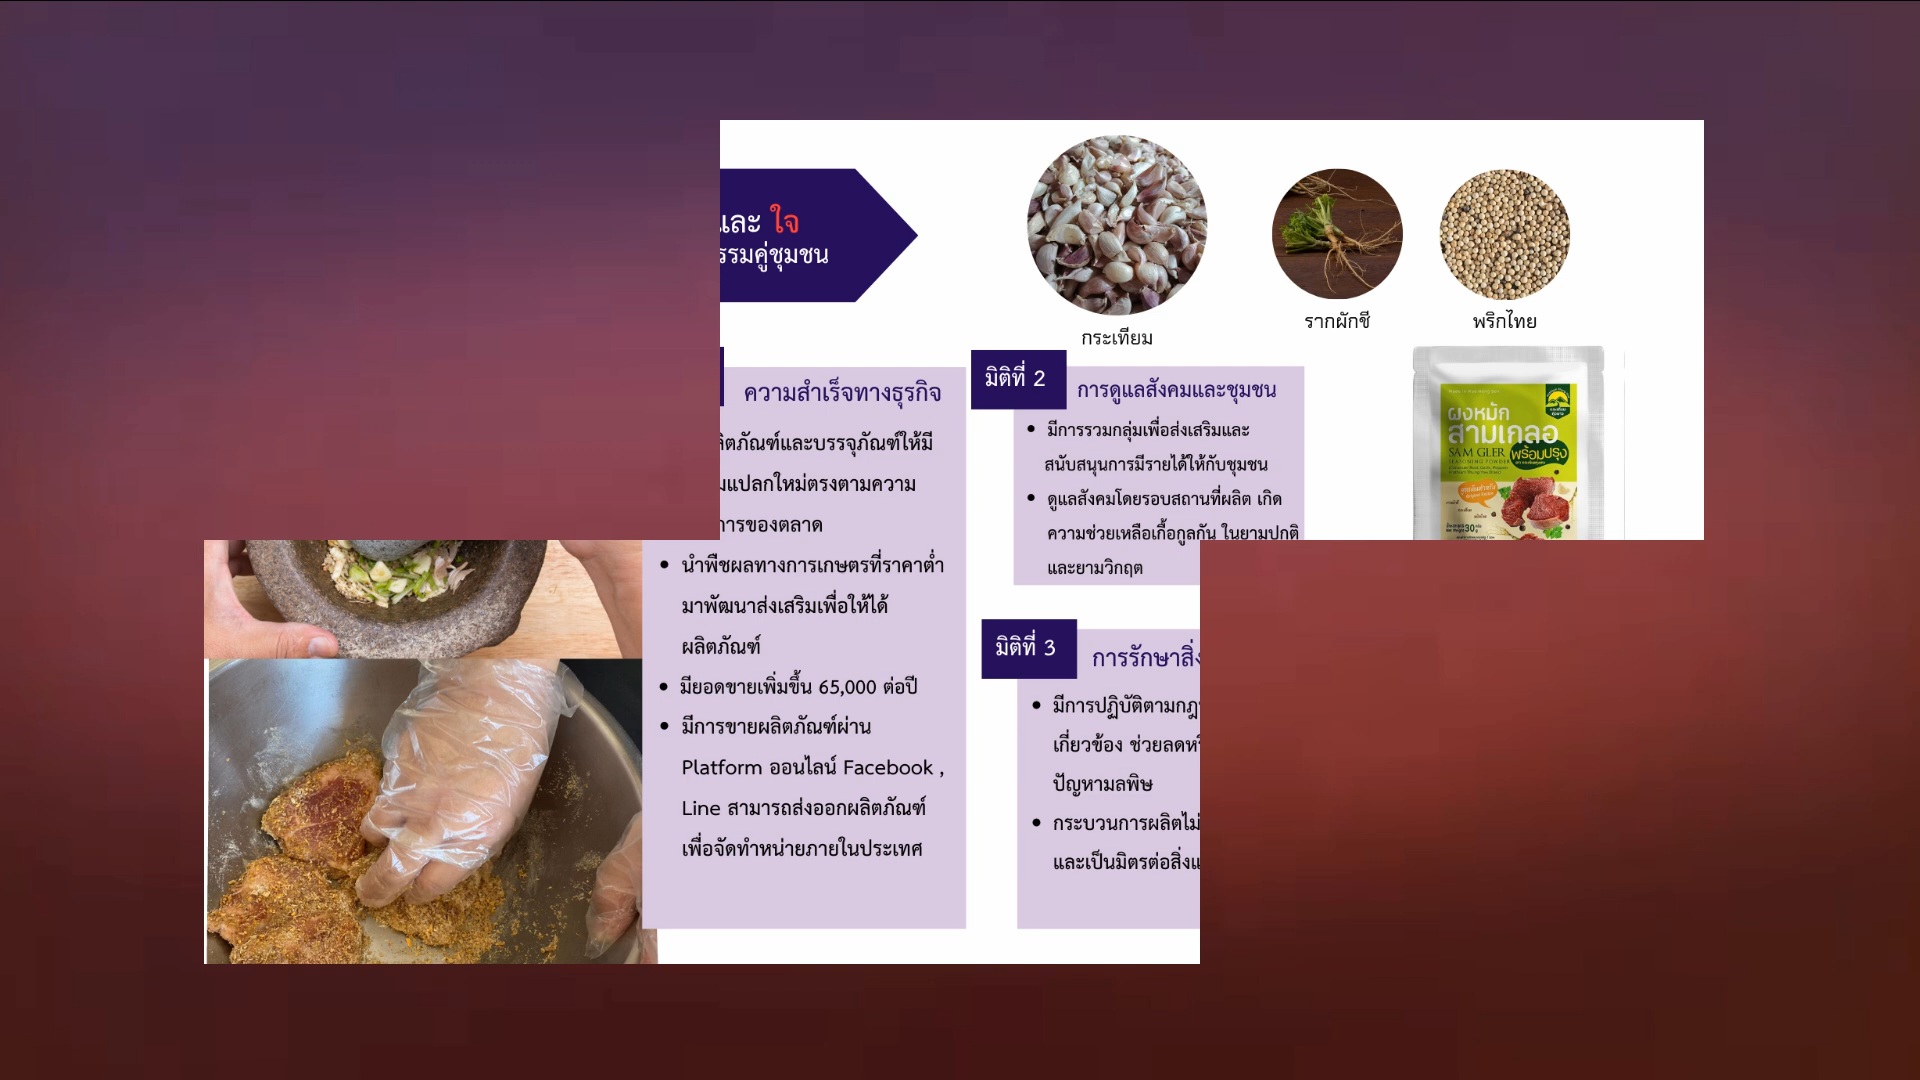 และ ใจ
รรมคู่ชุมชน
กระเทียม
รากผักชี
พริกไทย
ความสำเร็จทางธุรกิจ
ลิตภัณฑ์และบรรจุภัณฑ์ให้มี
มแปลกใหม่ตรงตามความ
การของตลาด
• นำพืชผลทางการเกษตรที่ราคาต่ำ
มาพัฒนาส่งเสริมเพื่อให้ได้
ผลิตภัณฑ์
• มียอดขายเพิ่มขึ้น 65,000 ต่อปี
• มีการขายผลิตภัณฑ์ผ่าน
Platform ออนไลน์ Facebook ,
Line สามารถส่งออกผลิตภัณฑ์
เพื่อจัดทำหน่ายภายในประเทศ
มิติที่ 2
การดูแลสังคมและชุมชน
• มีการรวมกลุ่มเพื่อส่งเสริมและ
สนับสนุนการมีรายได้ให้กับชุมชน
• ดูแลสังคมโดยรอบสถานที่ผลิต เกิด
ความช่วยเหลือเกื้อกูลกัน ในยามปกติ
และยามวิกฤต
มิติที่ 3
การรักษาสิ่
• มีการปฏิบัติตามกฎ
เกี่ยวข้อง ช่วยลดห
ปัญหามลพิษ
• กระบวนการผลิตไม่
และเป็นมิตรต่อสิ่งแ
ผงหมัก
สามเกลอ
SAM GLER
SEASONING POWDER
พร้อมปรุง
30